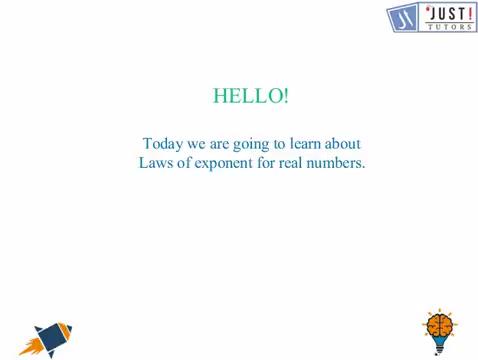 JUST!
TUTORS
HELLO!
Today we are going to learn about
Laws of exponent for real numbers.